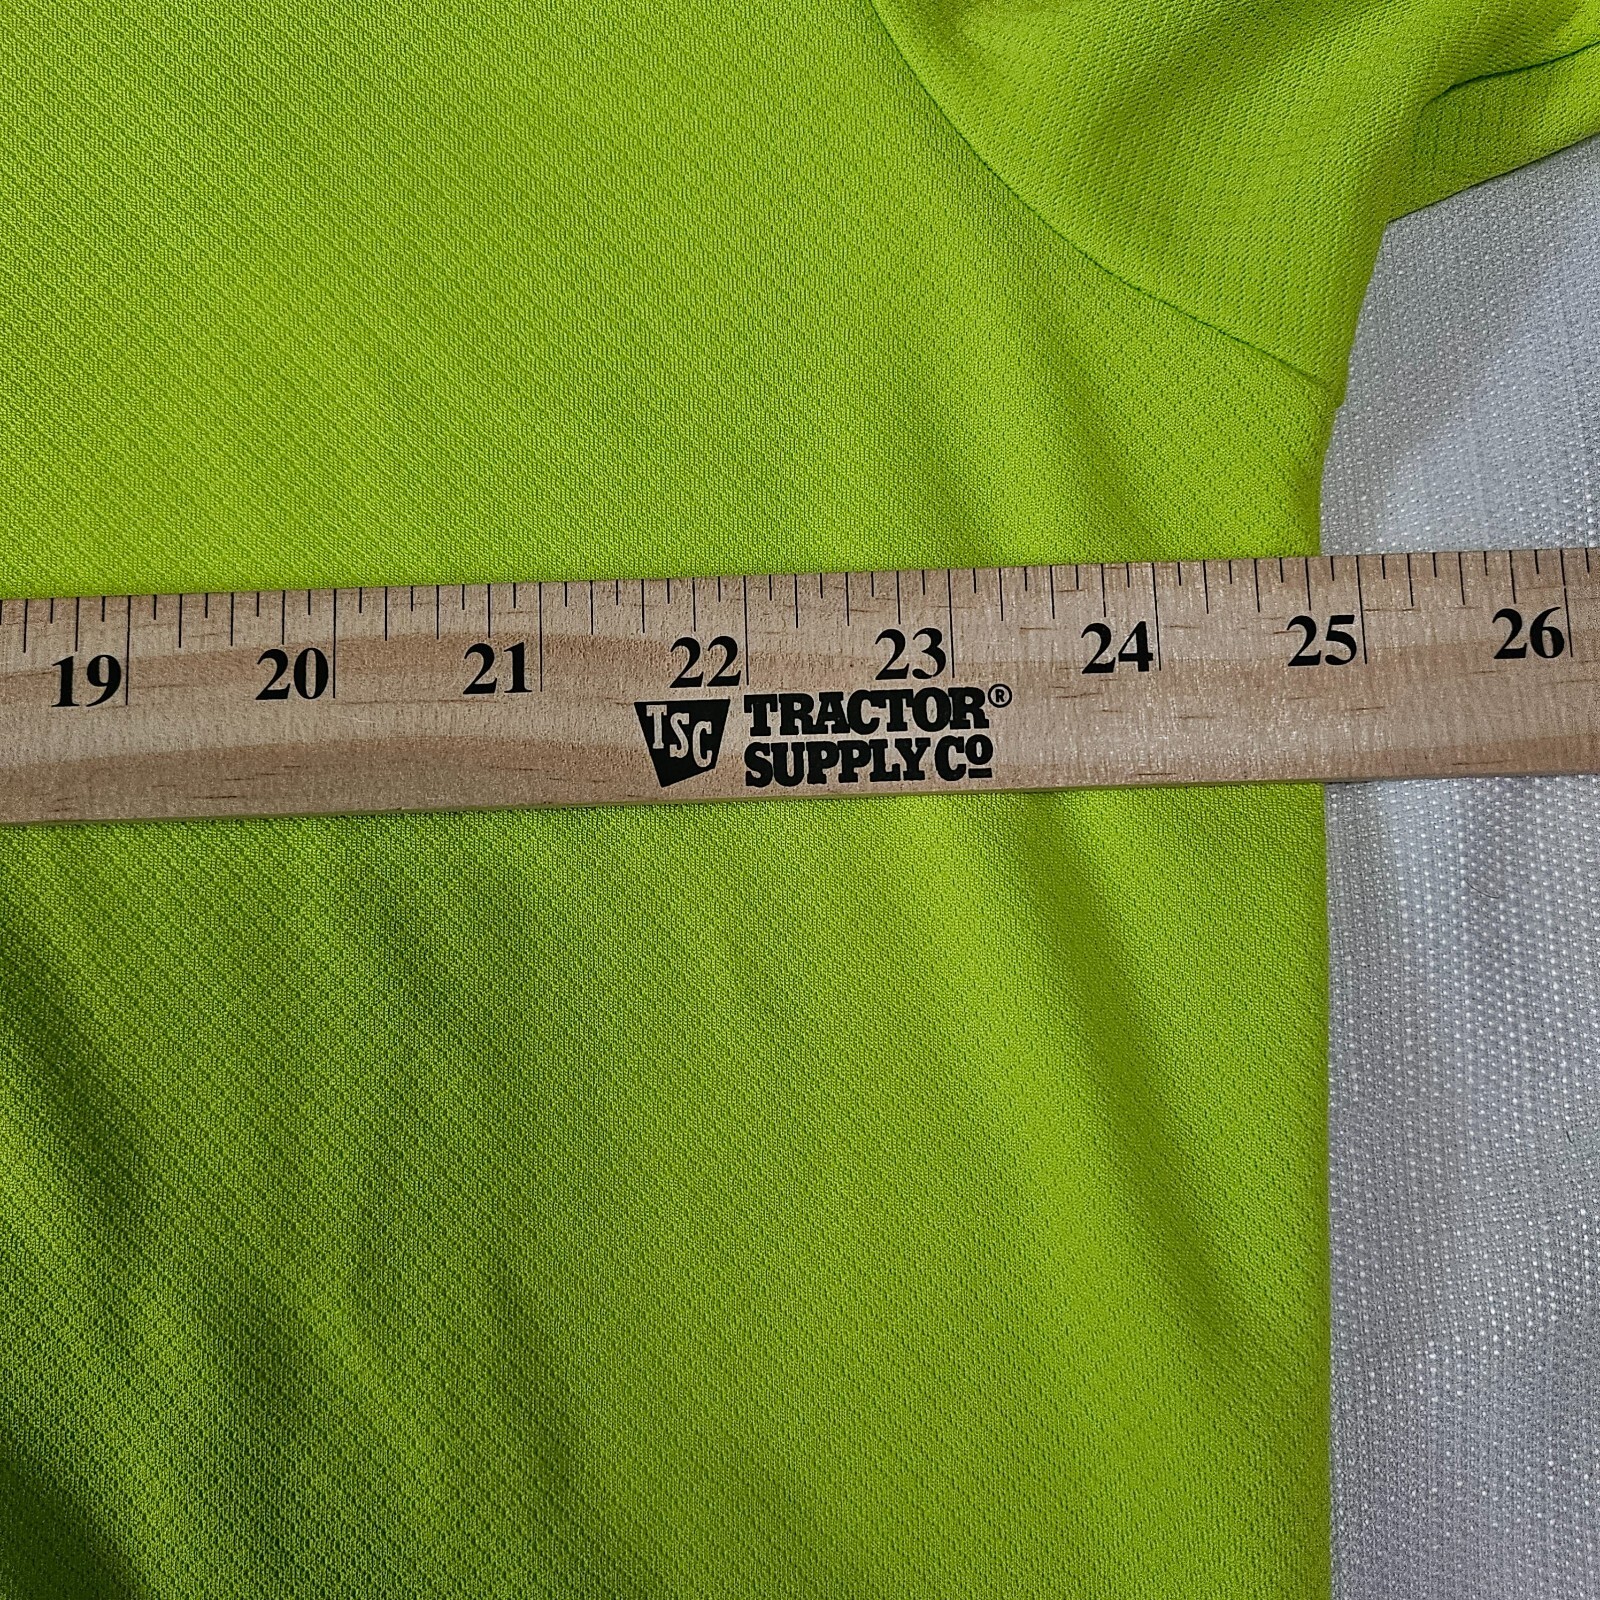 19 20 21 22 23 24 25 26
TSC TRACTOR®
SUPPLY CO